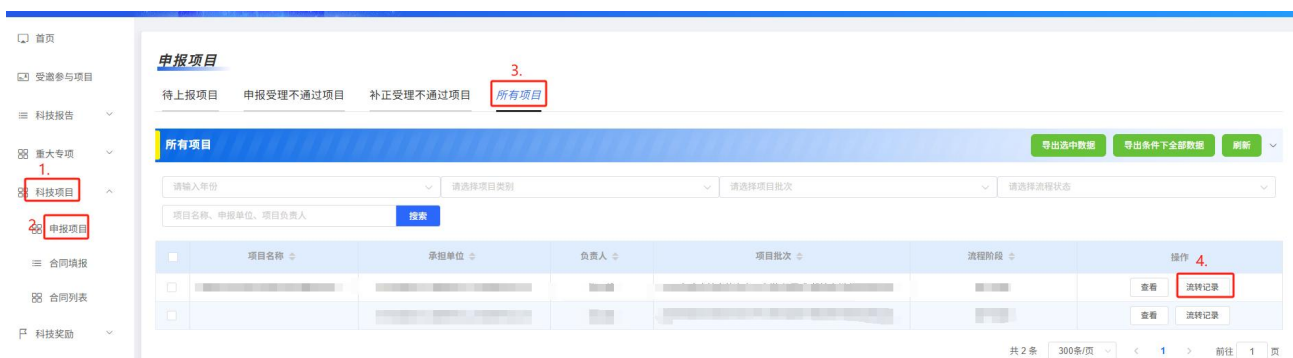 首页
受邀参与项目
科技报告
重大专项
1.
科技项目
2.
申报项目
合同填报
合同列表
科技奖励
申报项目
3.
待上报项目 申报受理不通过项目 补正受理不通过项目 所有项目
所有项目 导出选中数据 导出条件下全部数据 刷新
请输入年份 请选择项目类别 请选择项目批次 请选择流程状态
项目名称、申报单位、项目负责人 搜索
项目名称 承担单位 负责人 项目批次 流程阶段 操作
4.
查看 流转记录
查看 流转记录
共 2 条 300条/页 1 前往 1 页